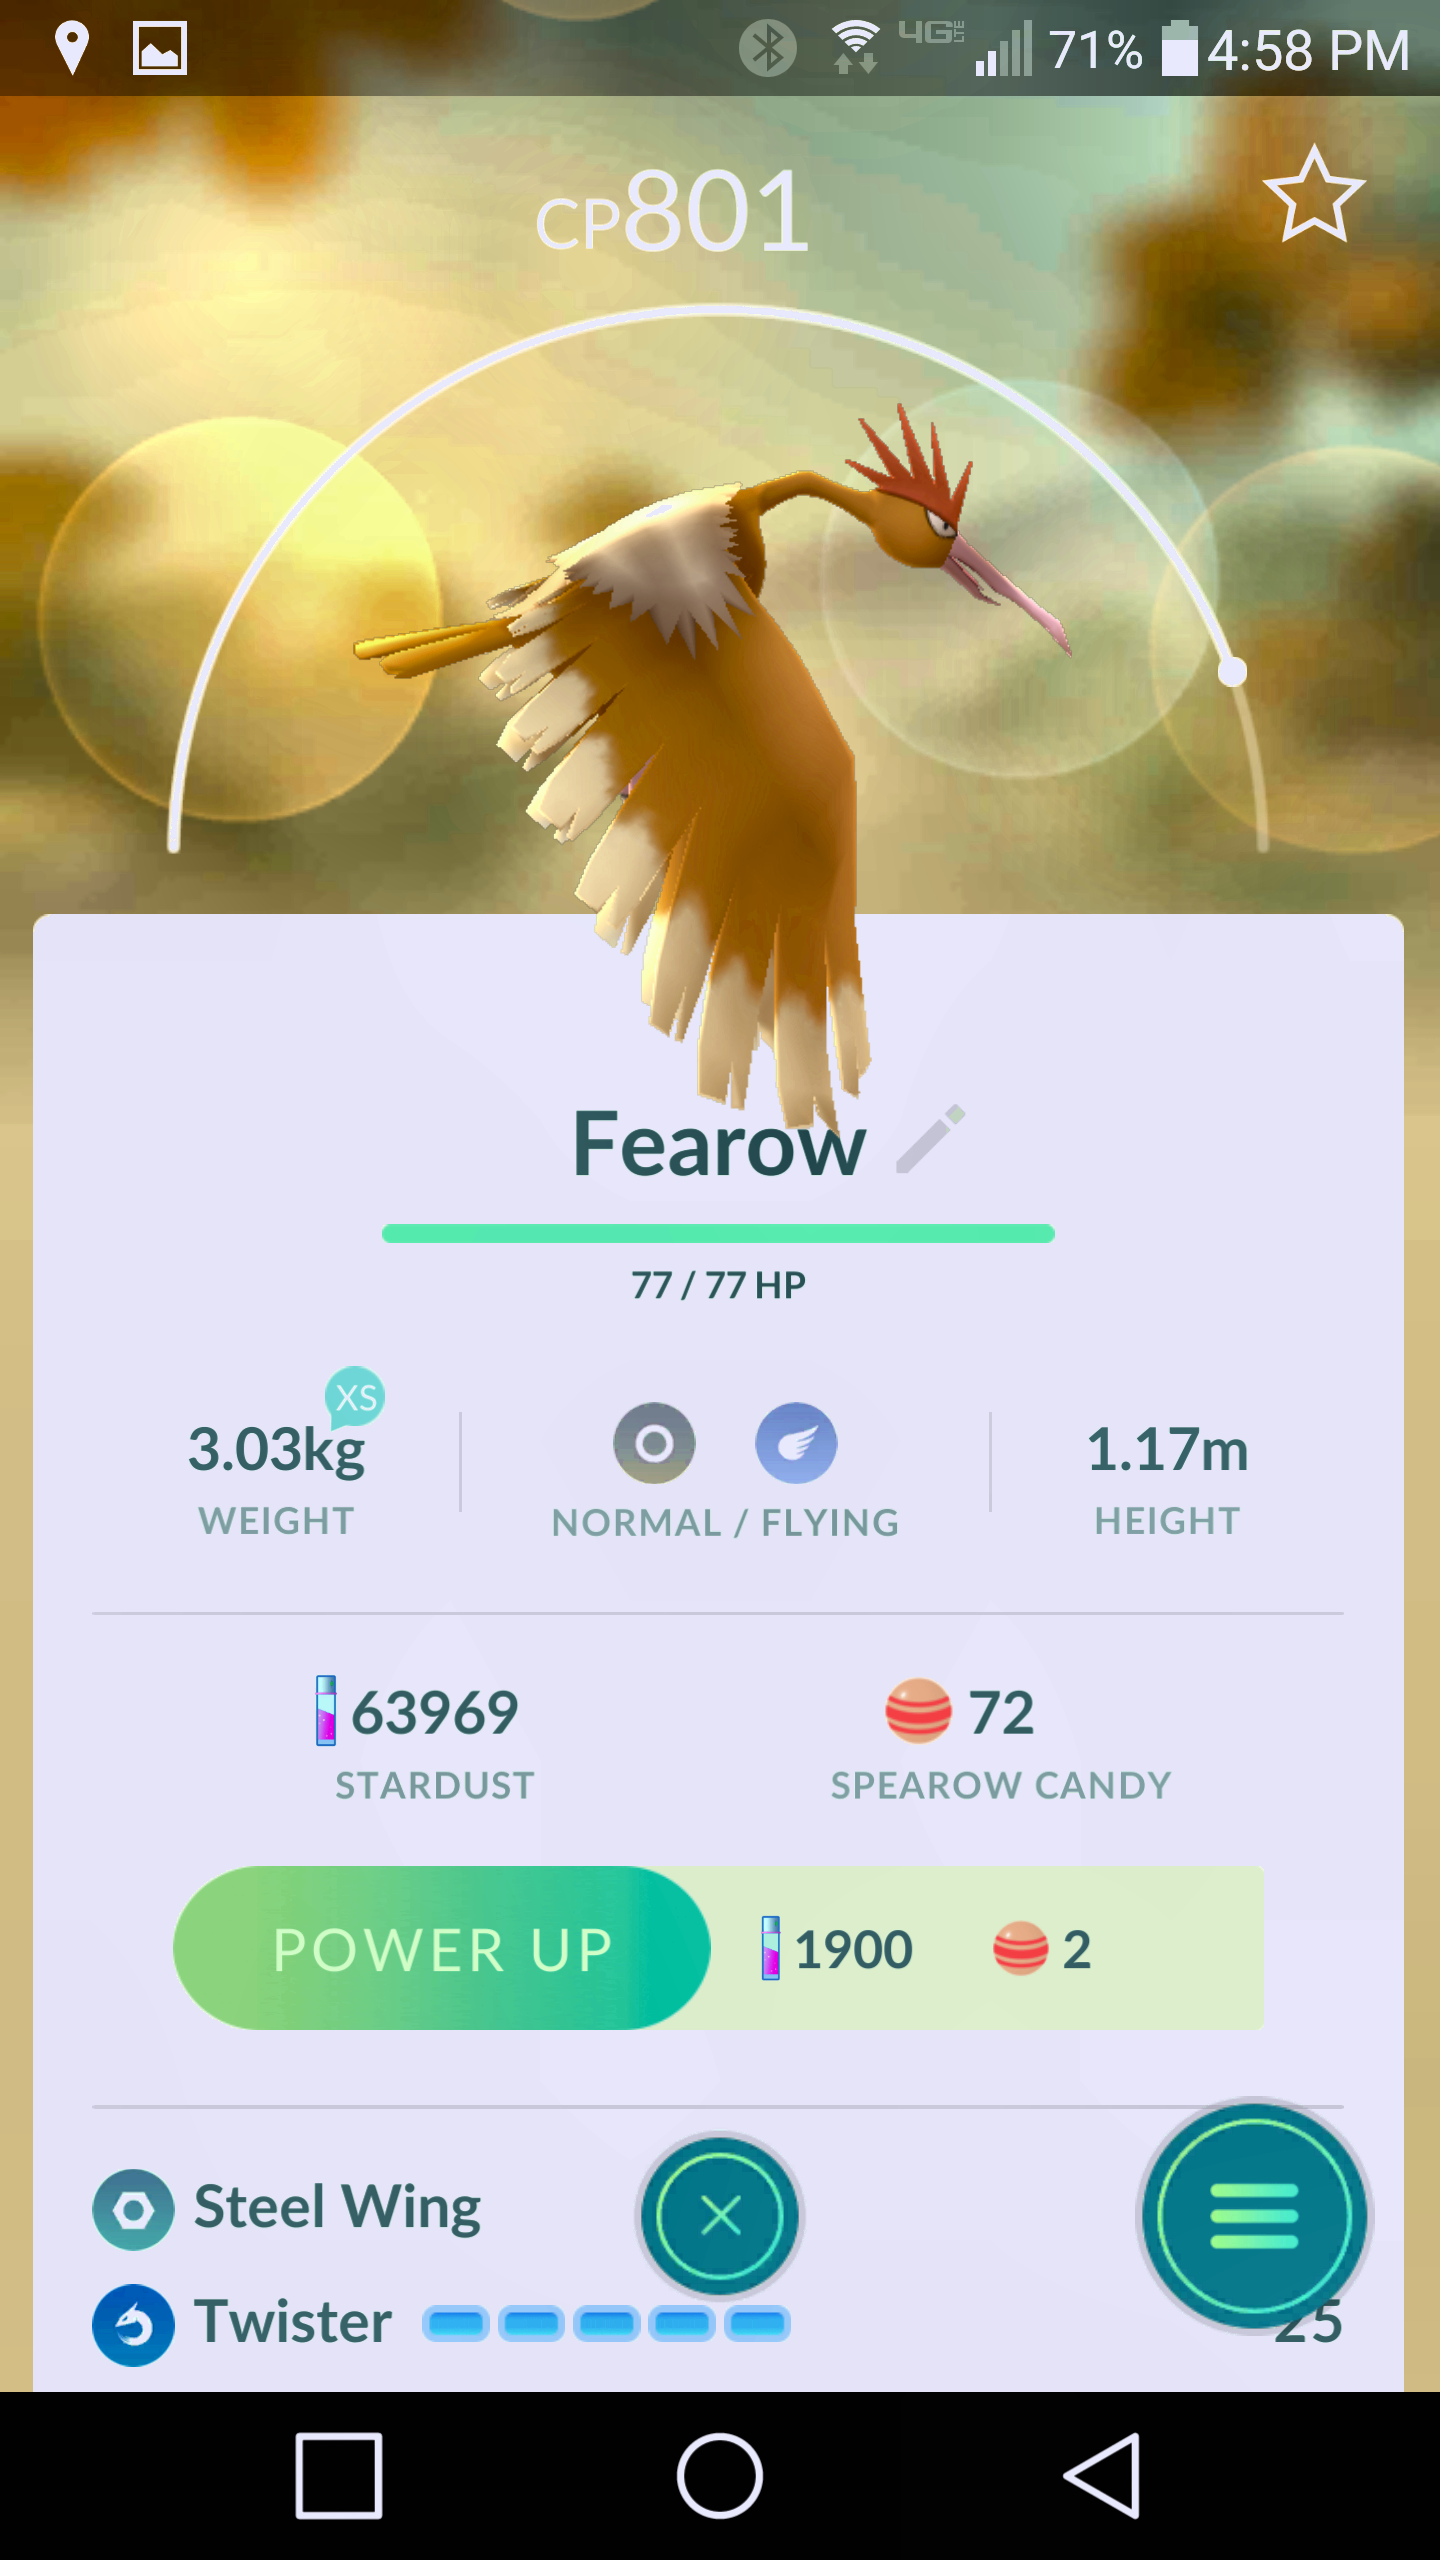 71% 4:58 PM
CP801
Fearow
77 / 77 HP
XS
3.03kg
WEIGHT
NORMAL / FLYING
1.17m
HEIGHT
63969
STARDUST
72
SPEAROW CANDY
POWER UP 1900 2
Steel Wing
Twister 25